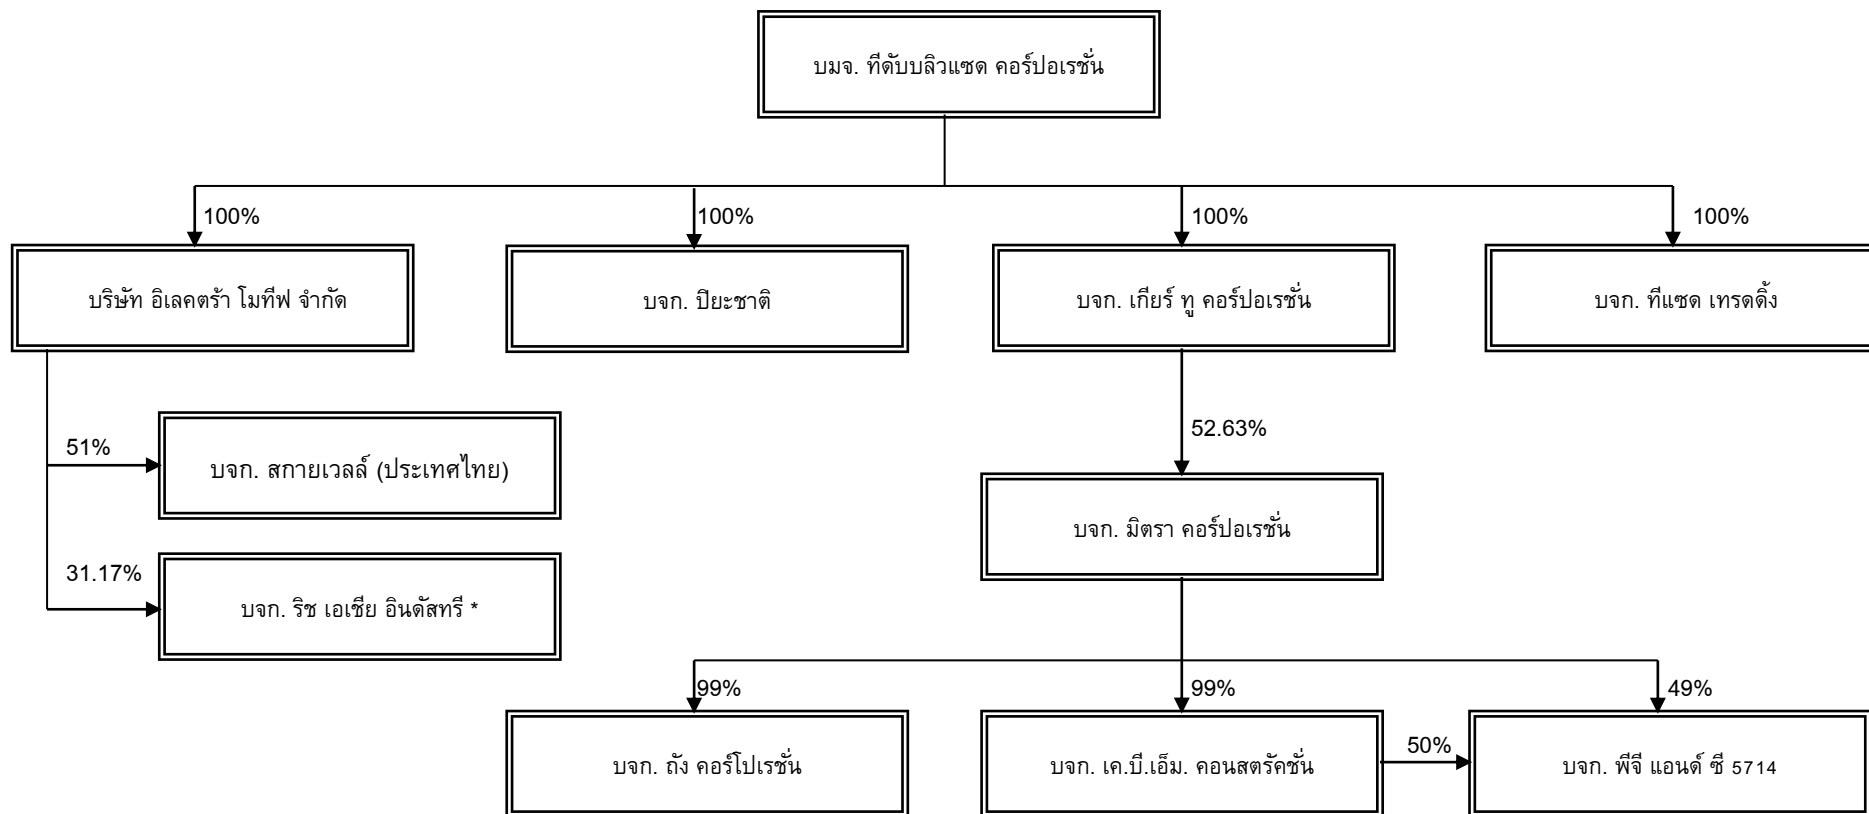 บมจ. ทีดับบลิวแซด คอร์ปอเรชั่น
100%
100%
100%
100%
บริษัท อิเลคตร้า โมทีฟ จำกัด
บจก. ปิยะชาติ
บจก. เกียร์ ทู คอร์ปอเรชั่น
บจก. ทีแซด เทรดดิ้ง
51%
บจก. สกายเวลล์ (ประเทศไทย)
52.63%
บจก. มิตรา คอร์ปอเรชั่น
31.17%
บจก. ริช เอเชีย อินดัสทรี *
99%
99%
49%
บจก. ถัง คอร์โปเรชั่น
บจก. เค.บี.เอ็ม. คอนสตรัคชั่น
50%
บจก. พีจี แอนด์ ซี 5714